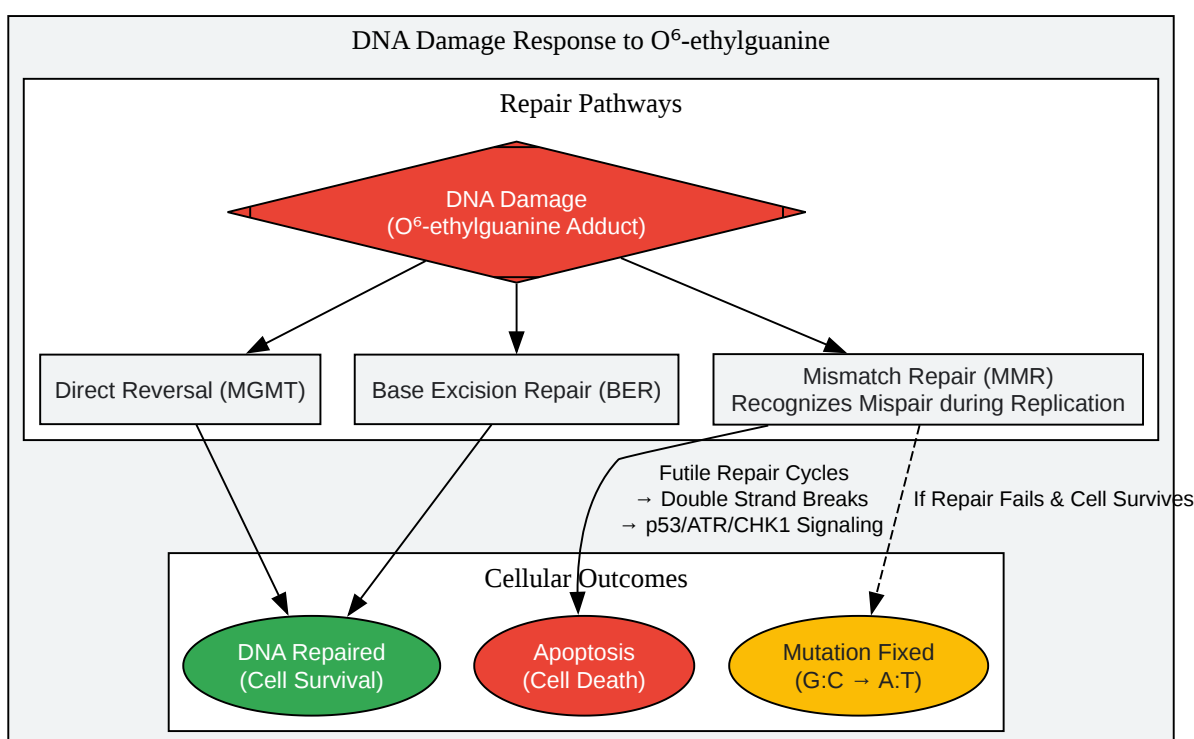 DNA Damage Response to O⁶-ethylguanine
Repair Pathways
DNA Damage
(O⁶-ethylguanine Adduct)
Direct Reversal (MGMT)
Base Excision Repair (BER)
Mismatch Repair (MMR)
Recognizes Mispair during Replication
Futile Repair Cycles
→ Double Strand Breaks
→ p53/ATR/CHK1 Signaling
If Repair Fails & Cell Survives
Cellular Outcomes
DNA Repaired
(Cell Survival)
Apoptosis
(Cell Death)
Mutation Fixed
(G:C → A:T)